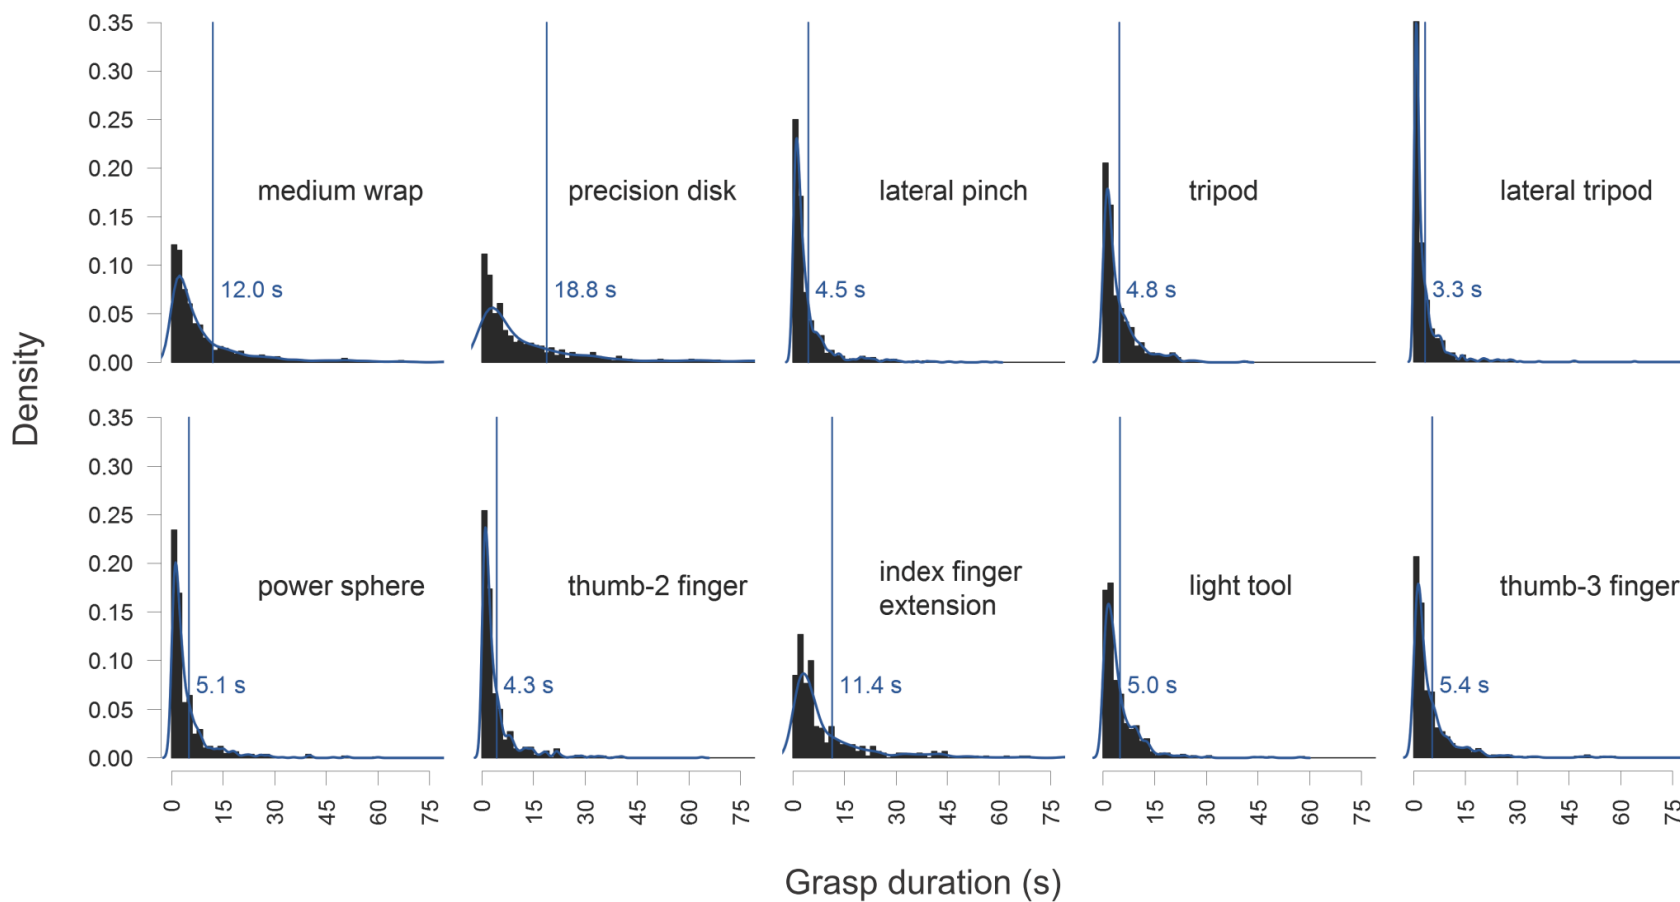 0.35
0.30
0.25
0.20
0.15
0.10
0.05
0.00
medium wrap
12.0 s
precision disk
18.8 s
lateral pinch
4.5 s
tripod
4.8 s
lateral tripod
3.3 s
Density
0.35
0.30
0.25
0.20
0.15
0.10
0.05
0.00
power sphere
5.1 s
thumb-2 finger
4.3 s
index finger
extension
11.4 s
light tool
5.0 s
thumb-3 finger
5.4 s
0 15 30 45 60 75
0 15 30 45 60 75
0 15 30 45 60 75
0 15 30 45 60 75
0 15 30 45 60 75
Grasp duration (s)